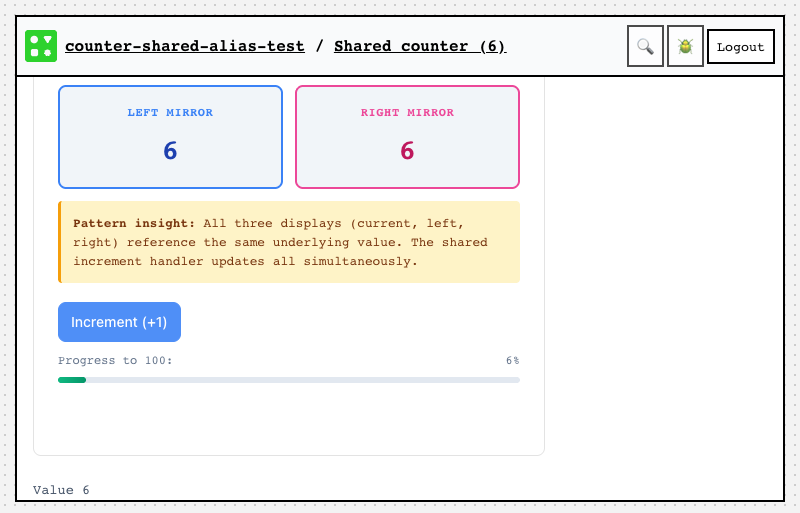 counter-shared-alias-test / Shared counter (6)
Logout
LEFT MIRROR
6
RIGHT MIRROR
6
Pattern insight: All three displays (current, left,
right) reference the same underlying value. The shared
increment handler updates all simultaneously.
Increment (+1)
Progress to 100:
6%
Value 6